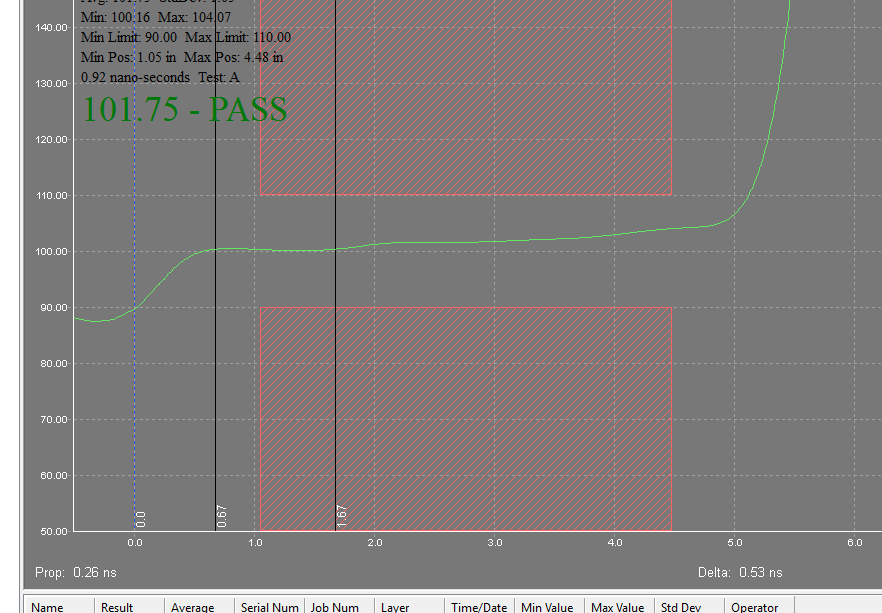 Min: 100.16 Max: 104.07
Min Limit: 90.00 Max Limit: 110.00
Min Pos: 1.05 in Max Pos: 4.48 in
0.92 nano-seconds Test: A
101.75 - PASS
140.00
130.00
120.00
110.00
100.00
90.00
80.00
70.00
60.00
50.00
0.0
0.67
1.67
0.0 1.0 2.0 3.0 4.0 5.0 6.0
Prop: 0.26 ns Delta: 0.53 ns
Name Result Average Serial Num Job Num Layer Time/Date Min Value Max Value Std Dev Operator